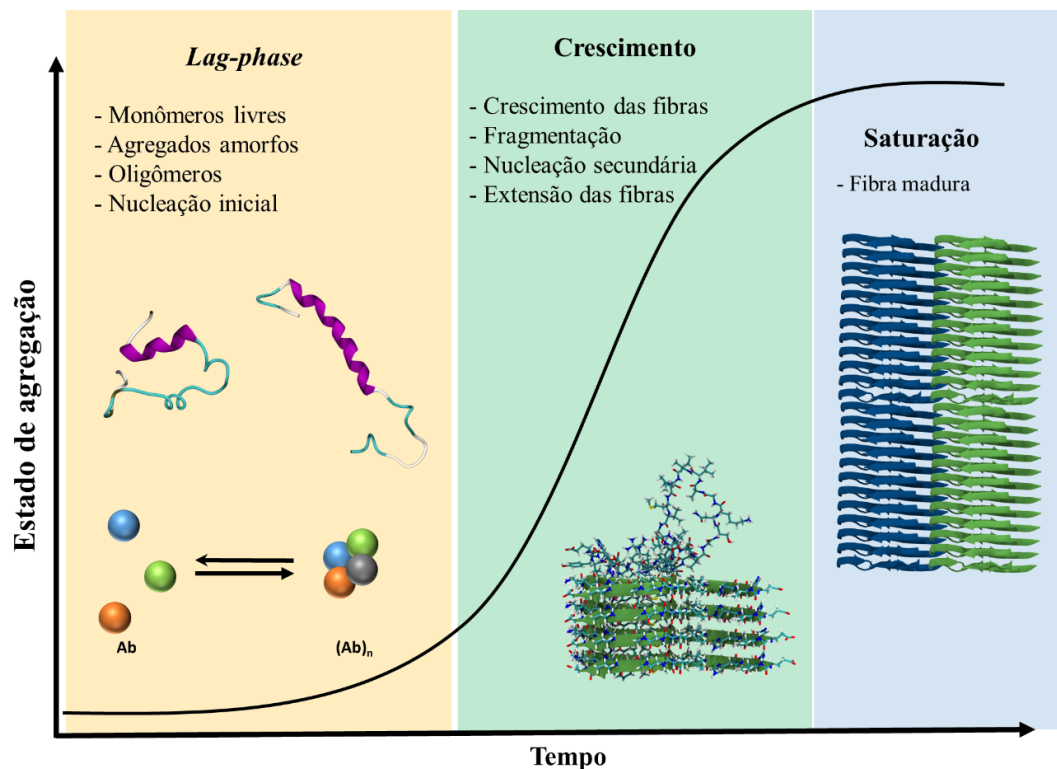 Lag-phase
- Monômeros livres
- Agregados amorfos
- Oligômeros
- Nucleação inicial
Crescimento
- Crescimento das fibras
- Fragmentação
- Nucleação secundária
- Extensão das fibras
Saturação
- Fibra madura
Estado de agregação
Ab
(Ab)n
Tempo